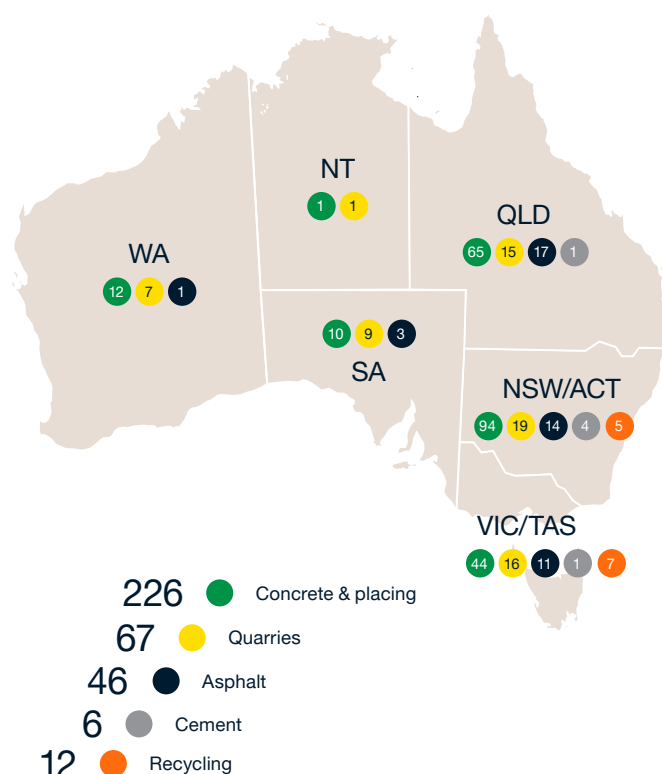 NT
1 1
QLD
65 15 17 1
WA
12 7 1
10 9 3
SA
NSW/ACT
94 19 14 4 5
VIC/TAS
44 16 11 1 7
226 Concrete & placing
67 Quarries
46 Asphalt
6 Cement
12 Recycling